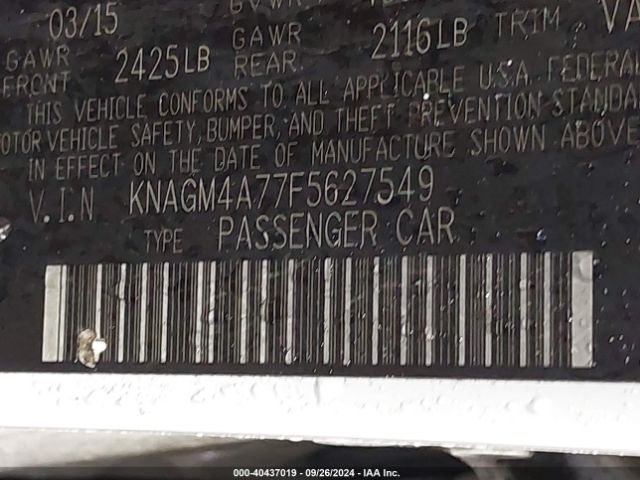 03/15 TRIM
GAWR FRONT 2425LB GAWR REAR 2116LB
THIS VEHICLE CONFORMS TO ALL APPLICABLE U.S.A. FEDERAL
MOTOR VEHICLE SAFETY, BUMPER, AND THEFT PREVENTION STANDA
IN EFFECT ON THE DATE OF MANUFACTURE SHOWN ABOVE
V.I.N KNAGM4A77F5627549
TYPE PASSENGER CAR
000-40437019 - 09/26/2024 - IAA Inc.